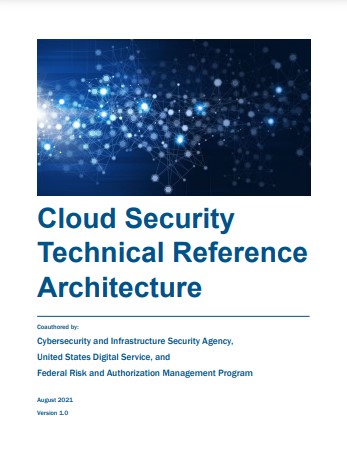 Cloud Security
Technical Reference
Architecture
Coauthored by:
Cybersecurity and Infrastructure Security Agency,
United States Digital Service, and
Federal Risk and Authorization Management Program
August 2021
Version 1.0